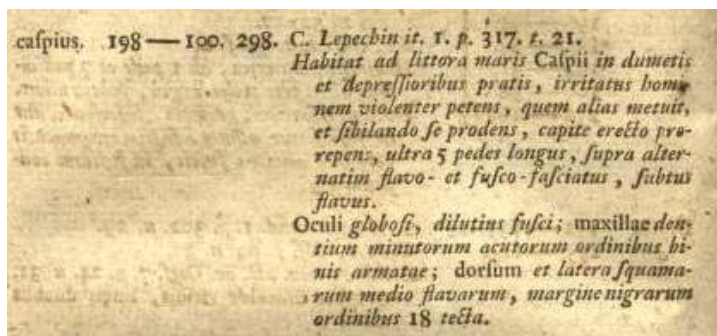 caſpius. 198—100. 298. C. Lepechin it. 1. p. 317. t. 21.
Habitat ad littora maris Caſpii in dumetis
et depreſſioribus pratis, irritatus homi-
nem violenter petens, quem alias metuit,
et ſibilando ſe prodens, capite erecto pro-
repens, ultra 5 pedes longus, ſupra alter-
natim flavo- et fuſco-faſciatus, ſubtus
flavus.
Oculi globoſi, dilutius fuſci; maxillae den-
tium minutorum acutorum ordinibus bi-
nis armatae; dorſum et latera ſquama-
rum medio flavarum, margine nigrarum
ordinibus 18 tecta.